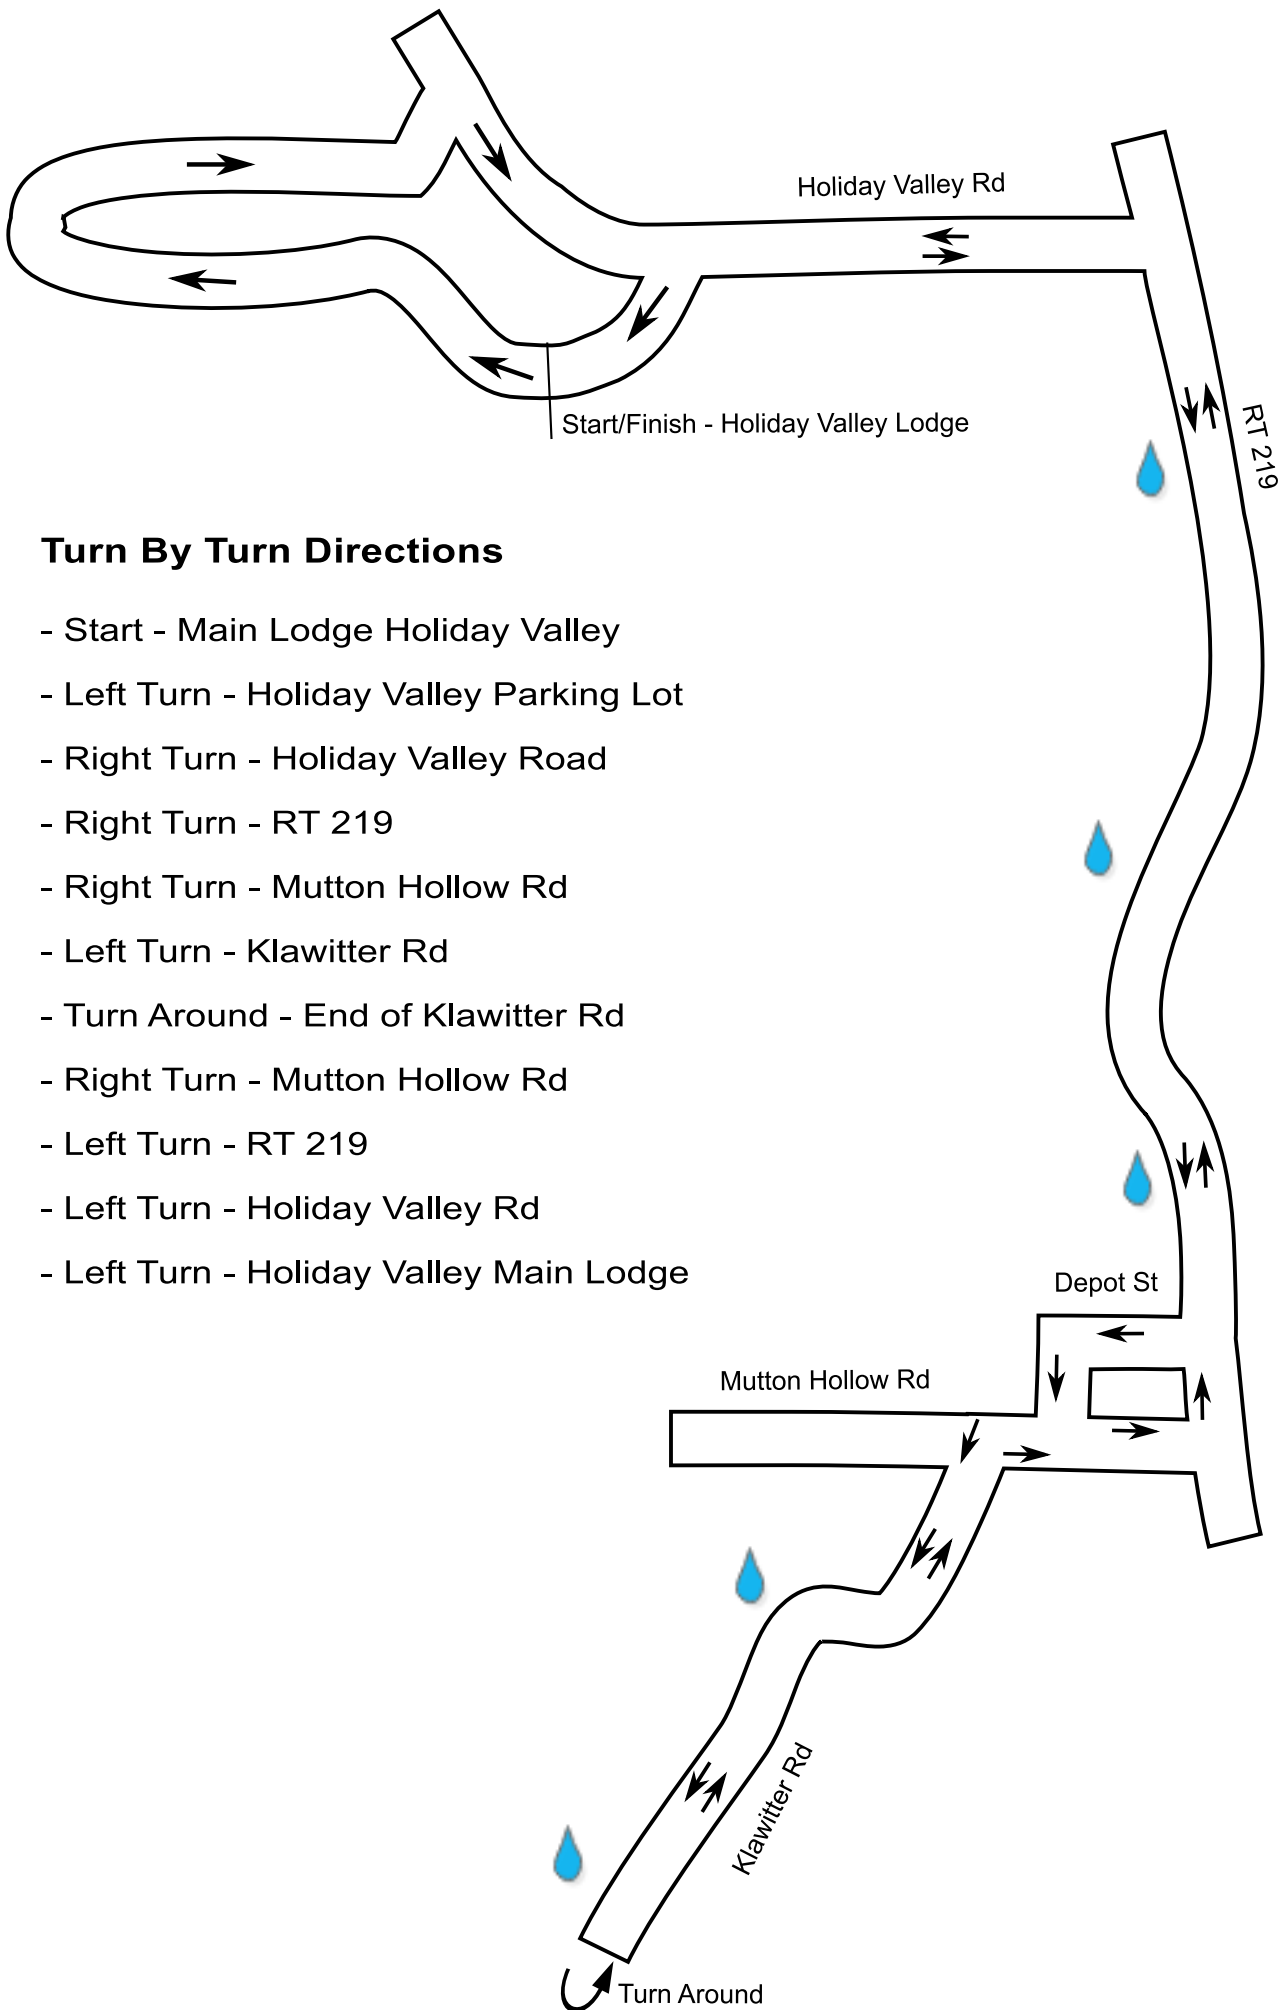 Holiday Valley Rd
RT 219
Start/Finish - Holiday Valley Lodge
Turn By Turn Directions
- Start - Main Lodge Holiday Valley
- Left Turn - Holiday Valley Parking Lot
- Right Turn - Holiday Valley Road
- Right Turn - RT 219
- Right Turn - Mutton Hollow Rd
- Left Turn - Klawitter Rd
- Turn Around - End of Klawitter Rd
- Right Turn - Mutton Hollow Rd
- Left Turn - RT 219
- Left Turn - Holiday Valley Rd
- Left Turn - Holiday Valley Main Lodge
Depot St
Mutton Hollow Rd
Klawitter Rd
Turn Around